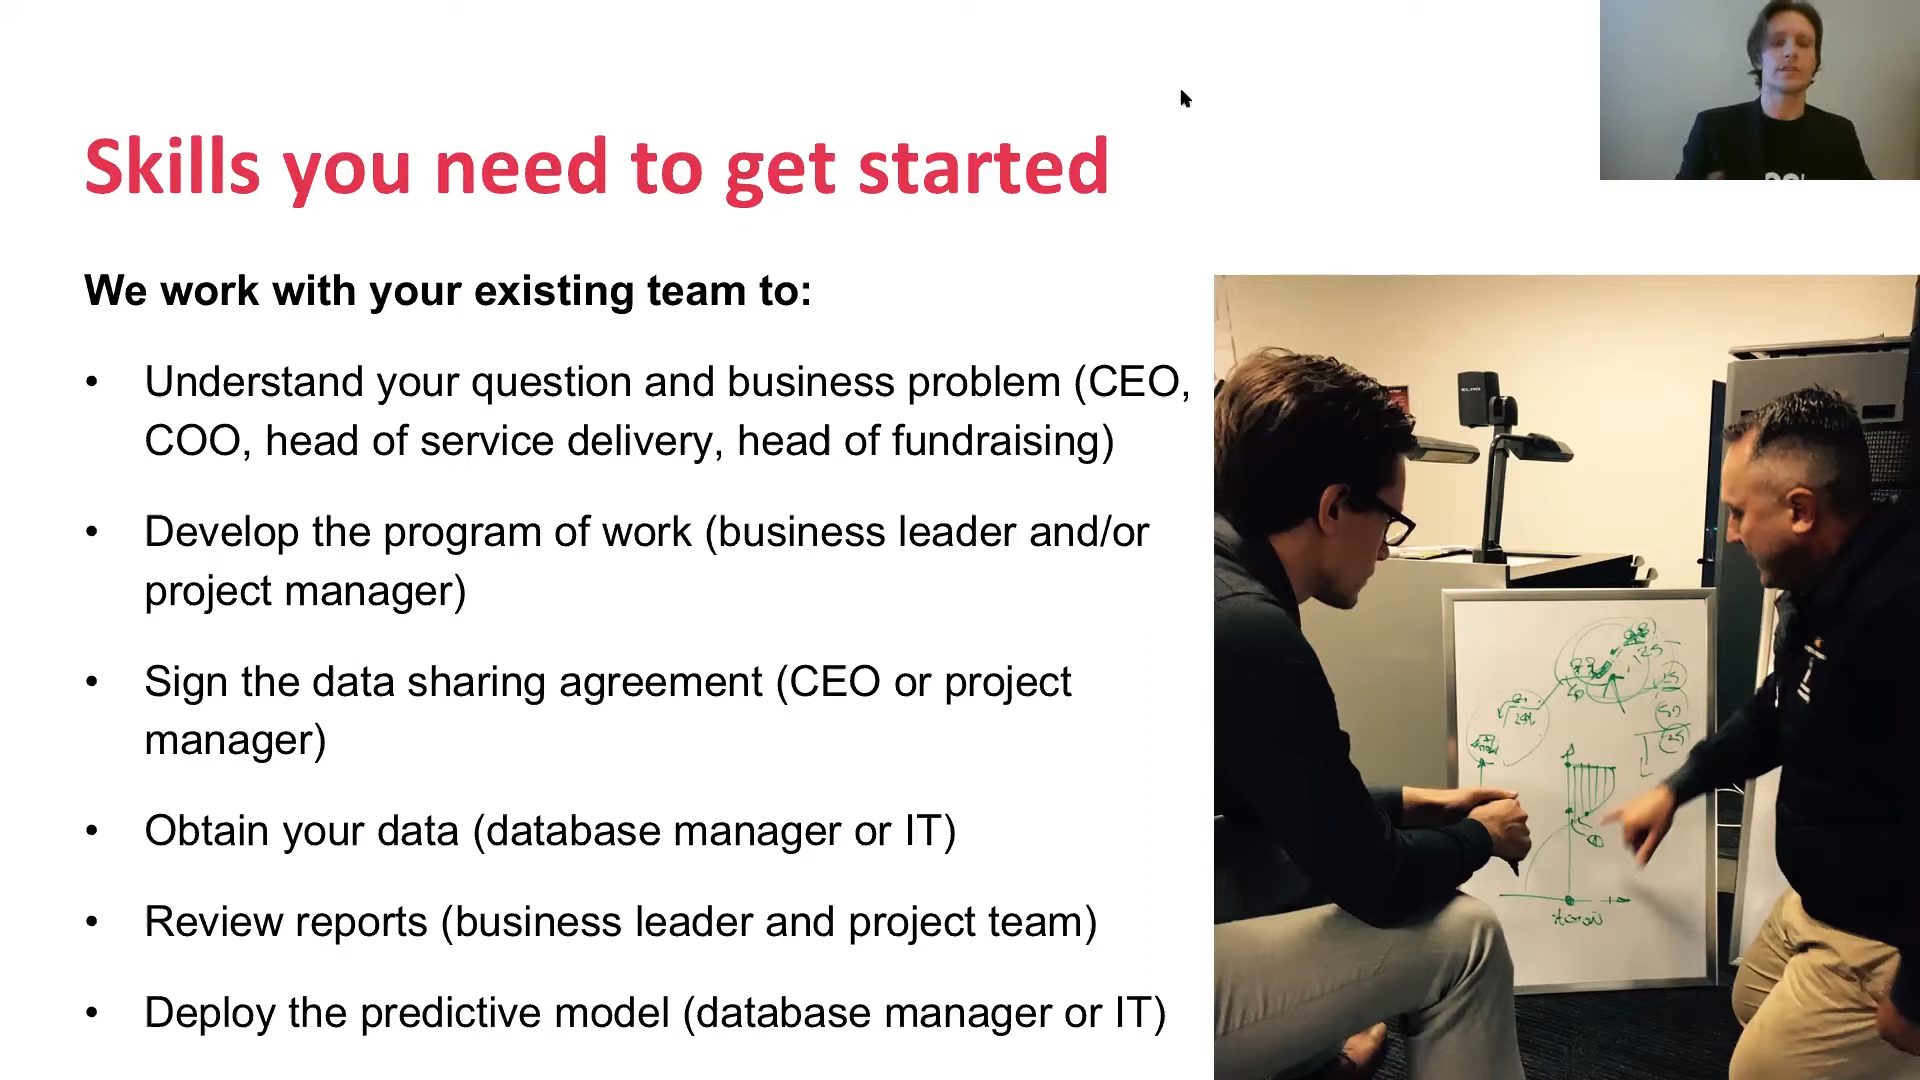 Skills you need to get started
We work with your existing team to:
• Understand your question and business problem (CEO,
COO, head of service delivery, head of fundraising)
• Develop the program of work (business leader and/or
project manager)
• Sign the data sharing agreement (CEO or project
manager)
• Obtain your data (database manager or IT)
• Review reports (business leader and project team)
• Deploy the predictive model (database manager or IT)
ELMO